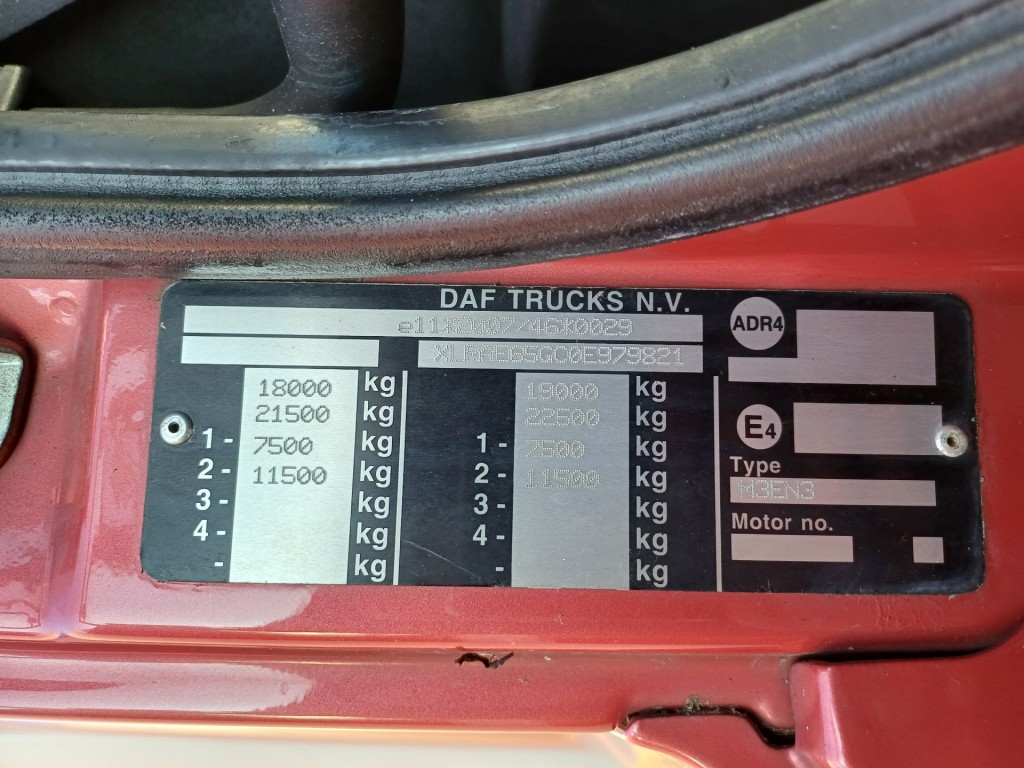 DAF TRUCKS N.V.
e11*2007/46*0029
18000 kg 19000 kg
21500 kg 22500 kg
1 - 7500 kg 1 - 7500 kg
2 - 11500 kg 2 - 11500 kg
3 - kg 3 - kg
4 - kg 4 - kg
- kg - kg
ADR4
E4
Type
M3EN3
Motor no.